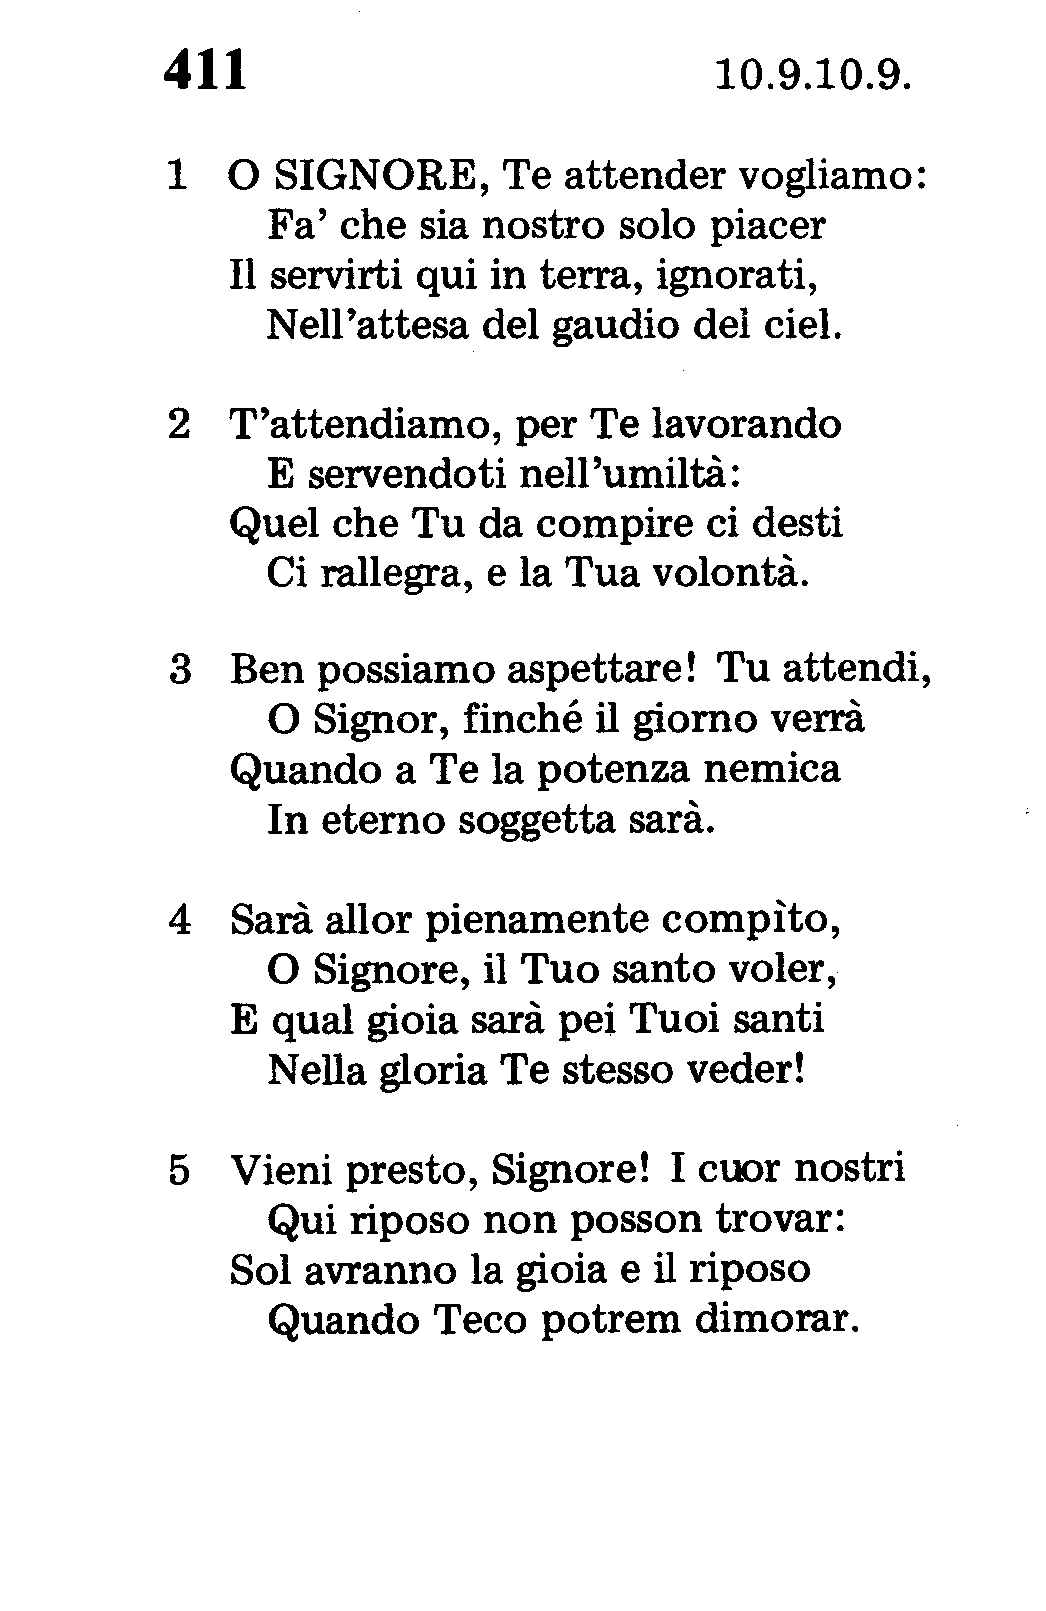 411 10.9.10.9.
1 O SIGNORE, Te attender vogliamo:
Fa’ che sia nostro solo piacer
Il servirti qui in terra, ignorati,
Nell’attesa del gaudio del ciel.
2 T’attendiamo, per Te lavorando
E servendoti nell’umiltà:
Quel che Tu da compire ci desti
Ci rallegra, e la Tua volontà.
3 Ben possiamo aspettare! Tu attendi,
O Signor, finché il giorno verrà
Quando a Te la potenza nemica
In eterno soggetta sarà.
4 Sarà allor pienamente compìto,
O Signore, il Tuo santo voler,
E qual gioia sarà pei Tuoi santi
Nella gloria Te stesso veder!
5 Vieni presto, Signore! I cuor nostri
Qui riposo non posson trovar:
Sol avranno la gioia e il riposo
Quando Teco potrem dimorar.